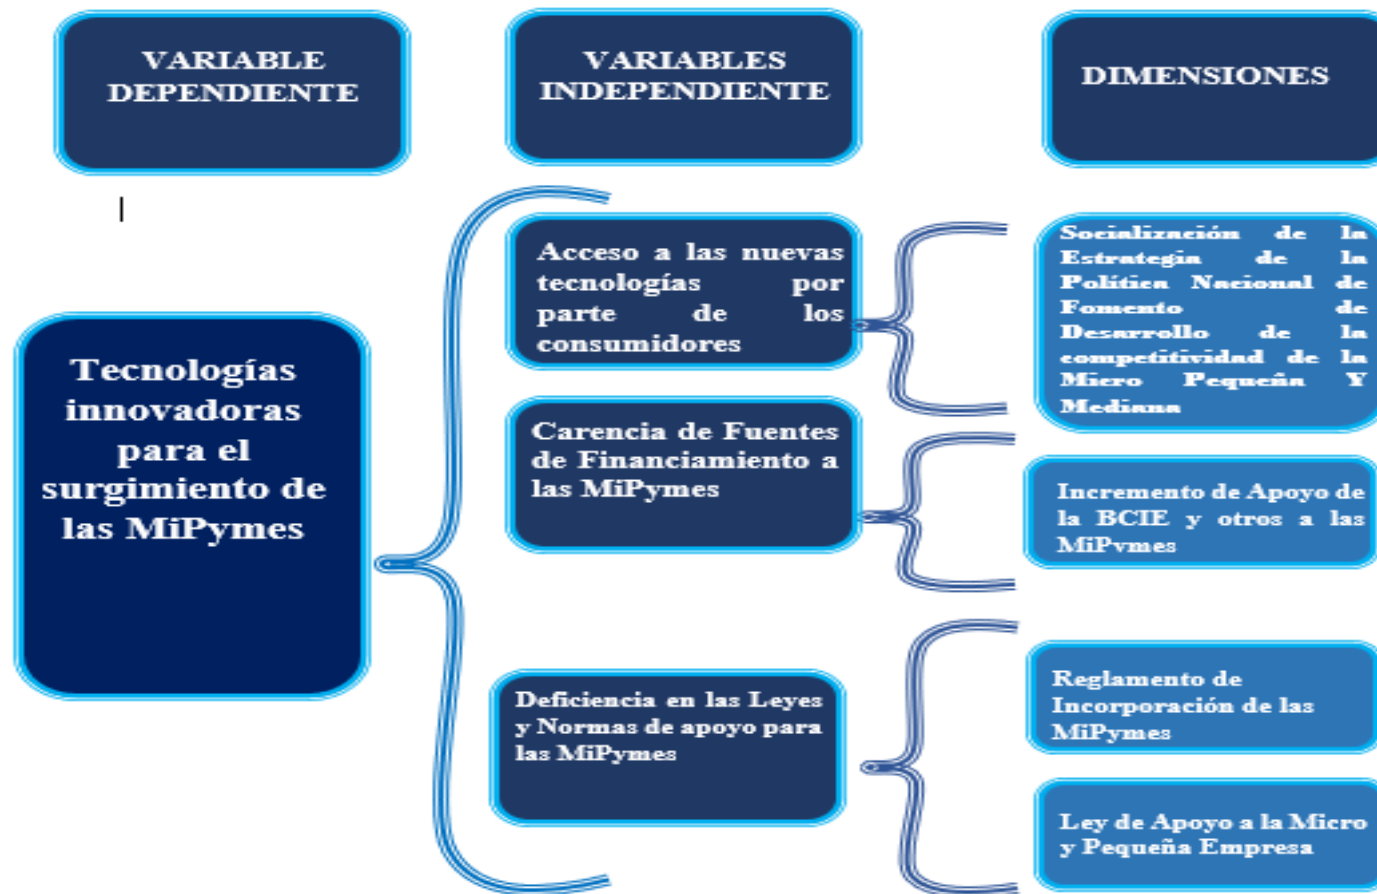 VARIABLE
DEPENDIENTE
VARIABLES
INDEPENDIENTE
DIMENSIONES
Tecnologías
innovadoras
para el
surgimiento de
las MiPymes
Acceso a las nuevas
tecnologías por
parte de los
consumidores
Socialización de la
Estrategia de la
Política Nacional de
Fomento de
Desarrollo de la
competitividad de la
Micro Pequeña Y
Mediana
Carencia de Fuentes
de Financiamiento a
las MiPymes
Incremento de Apoyo de
la BCIE y otros a las
MiPymes
Deficiencia en las Leyes
y Normas de apoyo para
las MiPymes
Reglamento de
Incorporación de las
MiPymes
Ley de Apoyo a la Micro
y Pequeña Empresa